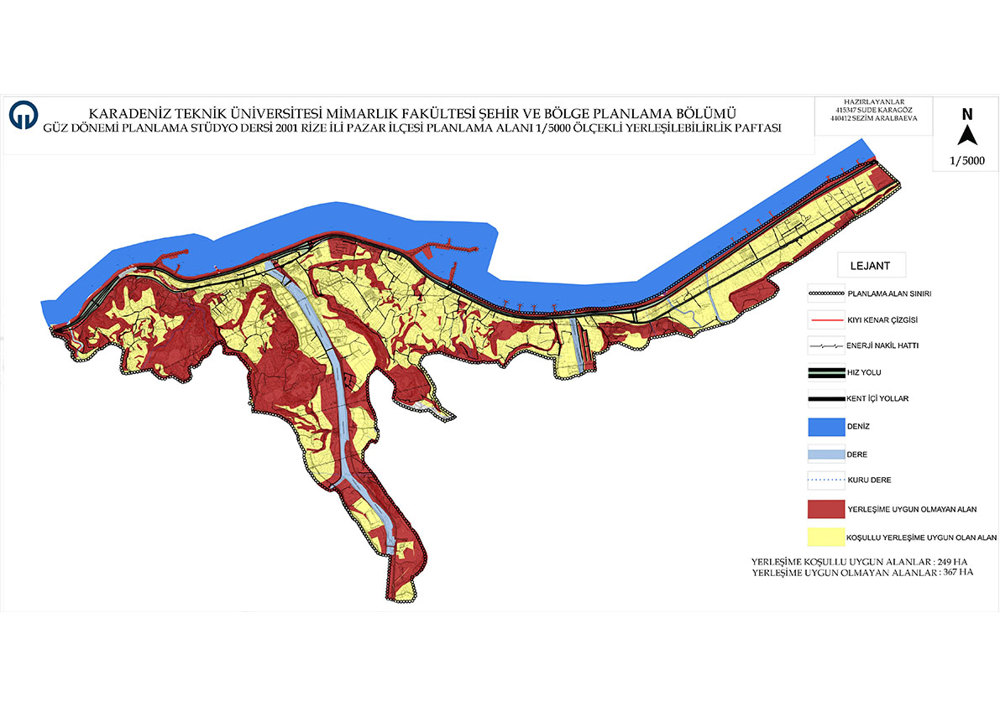 KARADENİZ TEKNİK ÜNİVERSİTESİ MİMARLIK FAKÜLTESİ ŞEHİR VE BÖLGE PLANLAMA BÖLÜMÜ
GÜZ DÖNEMİ PLANLAMA STÜDYO DERSİ 2001 RİZE İLİ PAZAR İLÇESİ PLANLAMA ALANI 1/5000 ÖLÇEKLİ YERLEŞİLEBİLİRLİK PAFTASI
HAZIRLAYANLAR
415347 SUDE KARAGÖZ
440412 SEZİM ARALBAEVA
N
1/5000
LEJANT
PLANLAMA ALAN SINIRI
KIYI KENAR ÇİZGİSİ
ENERJİ NAKİL HATTI
HIZ YOLU
KENT İÇİ YOLLAR
DENİZ
DERE
KURU DERE
YERLEŞİME UYGUN OLMAYAN ALAN
KOŞULLU YERLEŞİME UYGUN OLAN ALAN
YERLEŞİME KOŞULLU UYGUN ALANLAR : 249 HA
YERLEŞİME UYGUN OLMAYAN ALANLAR : 367 HA